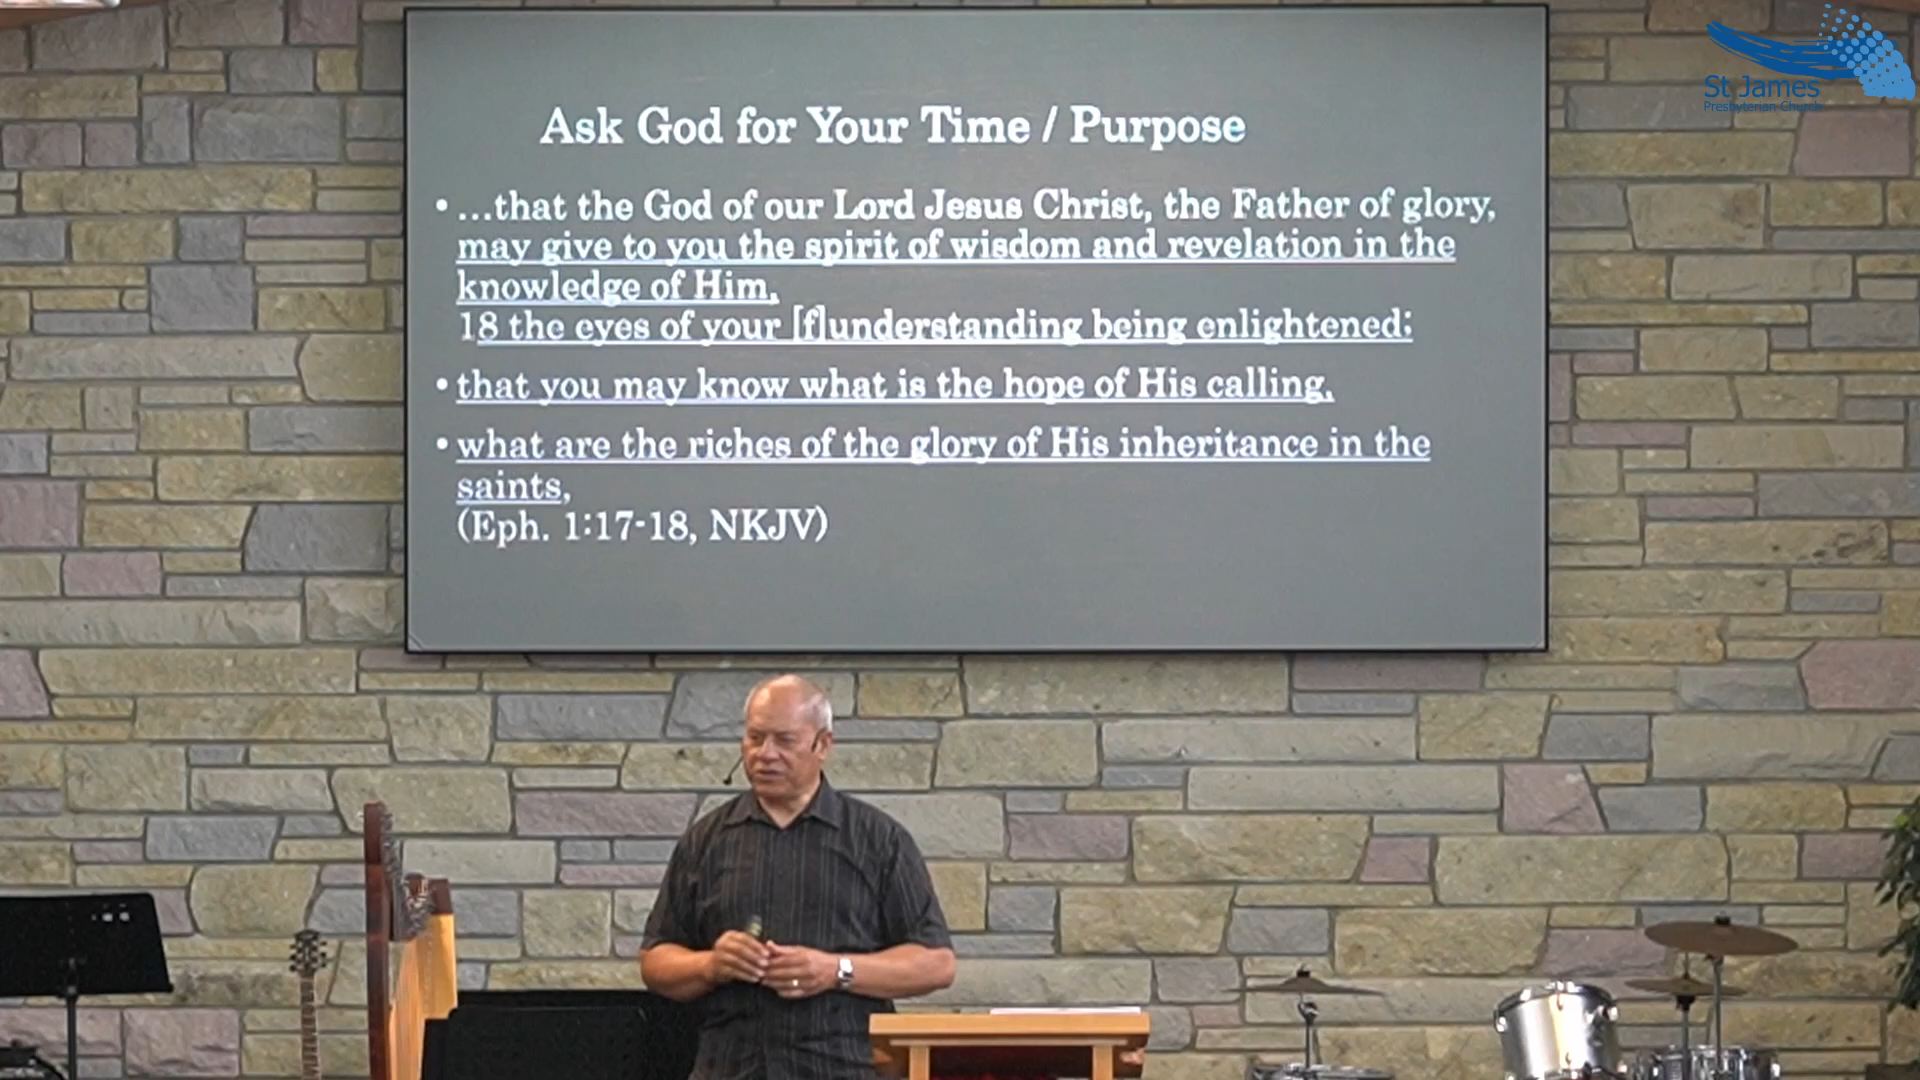 Ask God for Your Time / Purpose
• ...that the God of our Lord Jesus Christ, the Father of glory,
may give to you the spirit of wisdom and revelation in the
knowledge of Him,
18 the eyes of your [f]understanding being enlightened;
• that you may know what is the hope of His calling,
• what are the riches of the glory of His inheritance in the
saints,
(Eph. 1:17-18, NKJV)
St James
Presbyterian Church